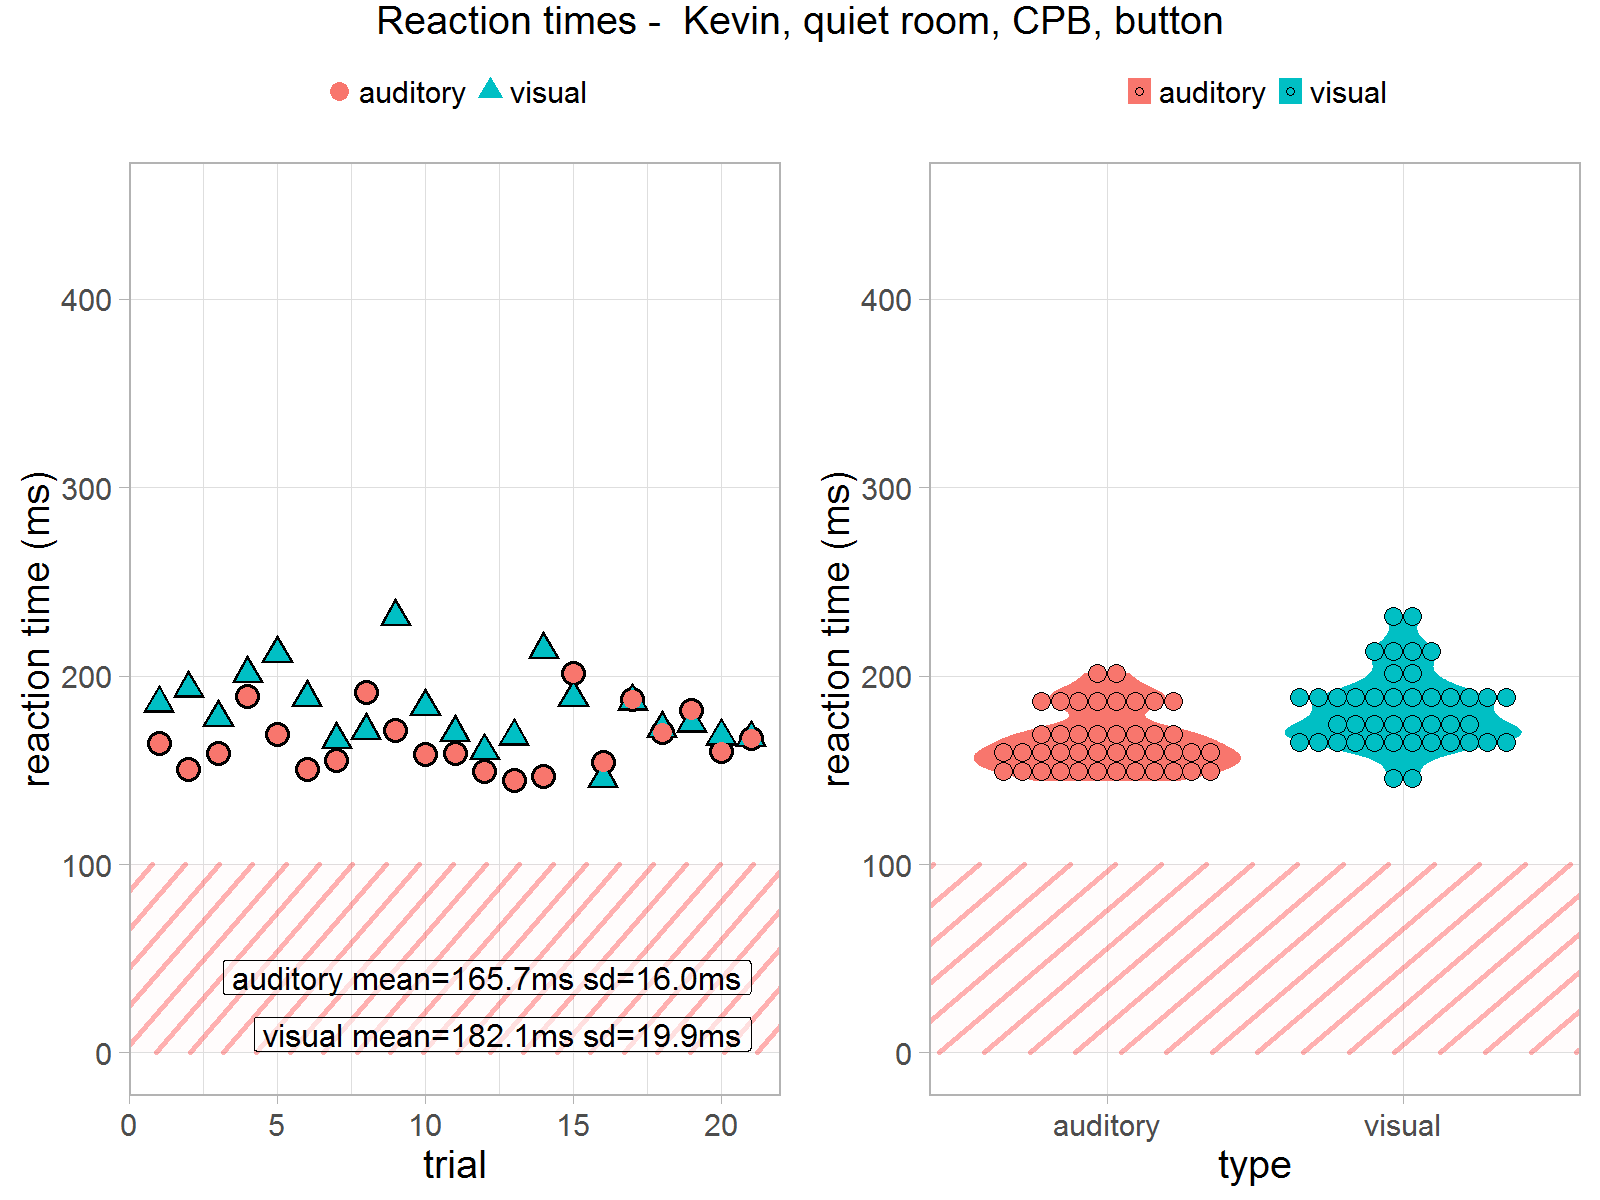 Reaction times -  Kevin, quiet room, CPB, button
auditory visual
reaction time (ms)
400
300
200
100
0
auditory mean=165.7ms sd=16.0ms
visual mean=182.1ms sd=19.9ms
0 5 10 15 20
trial
auditory visual
reaction time (ms)
400
300
200
100
0
auditory visual
type